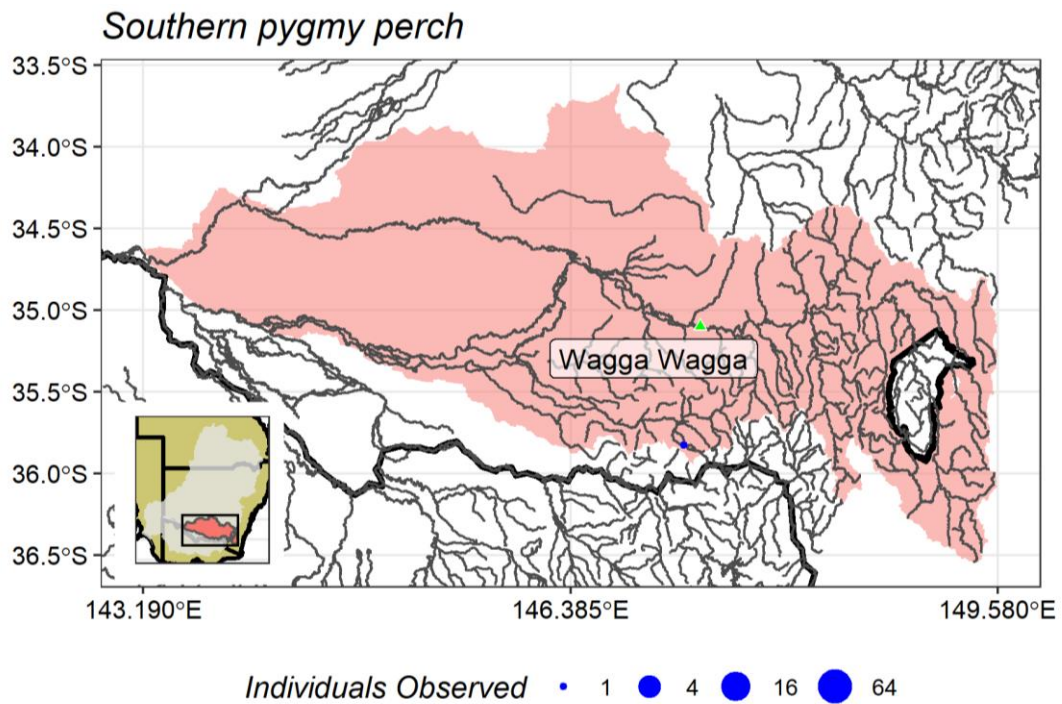 Southern pygmy perch
33.5°S
34.0°S
34.5°S
35.0°S
Wagga Wagga
35.5°S
36.0°S
36.5°S
143.190°E 146.385°E 149.580°E
Individuals Observed 1 4 16 64